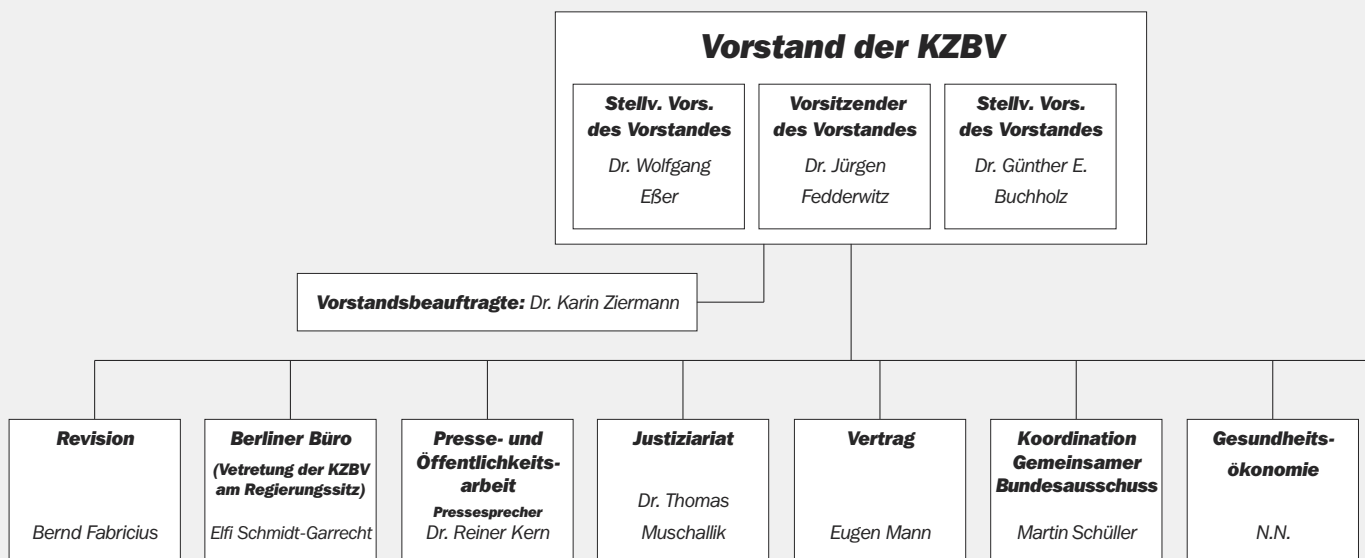 Vorstand der KZBV
Stellv. Vors.
des Vorstandes
Dr. Wolfgang
Eßer
Vorsitzender
des Vorstandes
Dr. Jürgen
Fedderwitz
Stellv. Vors.
des Vorstandes
Dr. Günther E.
Buchholz
Vorstandsbeauftragte: Dr. Karin Ziermann
Revision
Bernd Fabricius
Berliner Büro
(Vetretung der KZBV
am Regierungssitz)
Elfi Schmidt-Garrecht
Presse- und
Öffentlichkeits-
arbeit
Pressesprecher
Dr. Reiner Kern
Justiziariat
Dr. Thomas
Muschallik
Vertrag
Eugen Mann
Koordination
Gemeinsamer
Bundesausschuss
Martin Schüller
Gesundheits-
ökonomie
N.N.